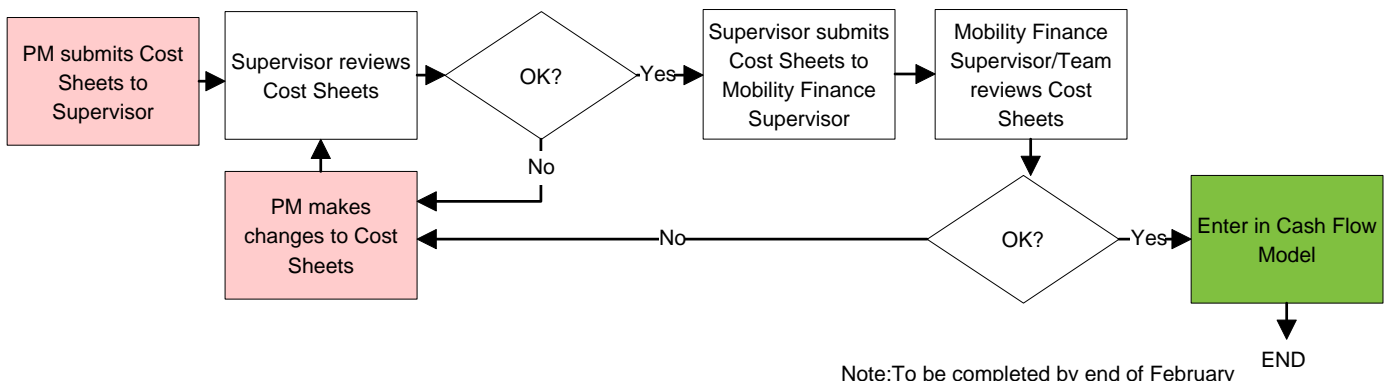 PM submits Cost
Sheets to
Supervisor
Supervisor reviews
Cost Sheets
OK?
Yes
Supervisor submits
Cost Sheets to
Mobility Finance
Supervisor
Mobility Finance
Supervisor/Team
reviews Cost
Sheets
No
PM makes
changes to Cost
Sheets
No
OK?
Yes
Enter in Cash Flow
Model
END
Note:To be completed by end of February